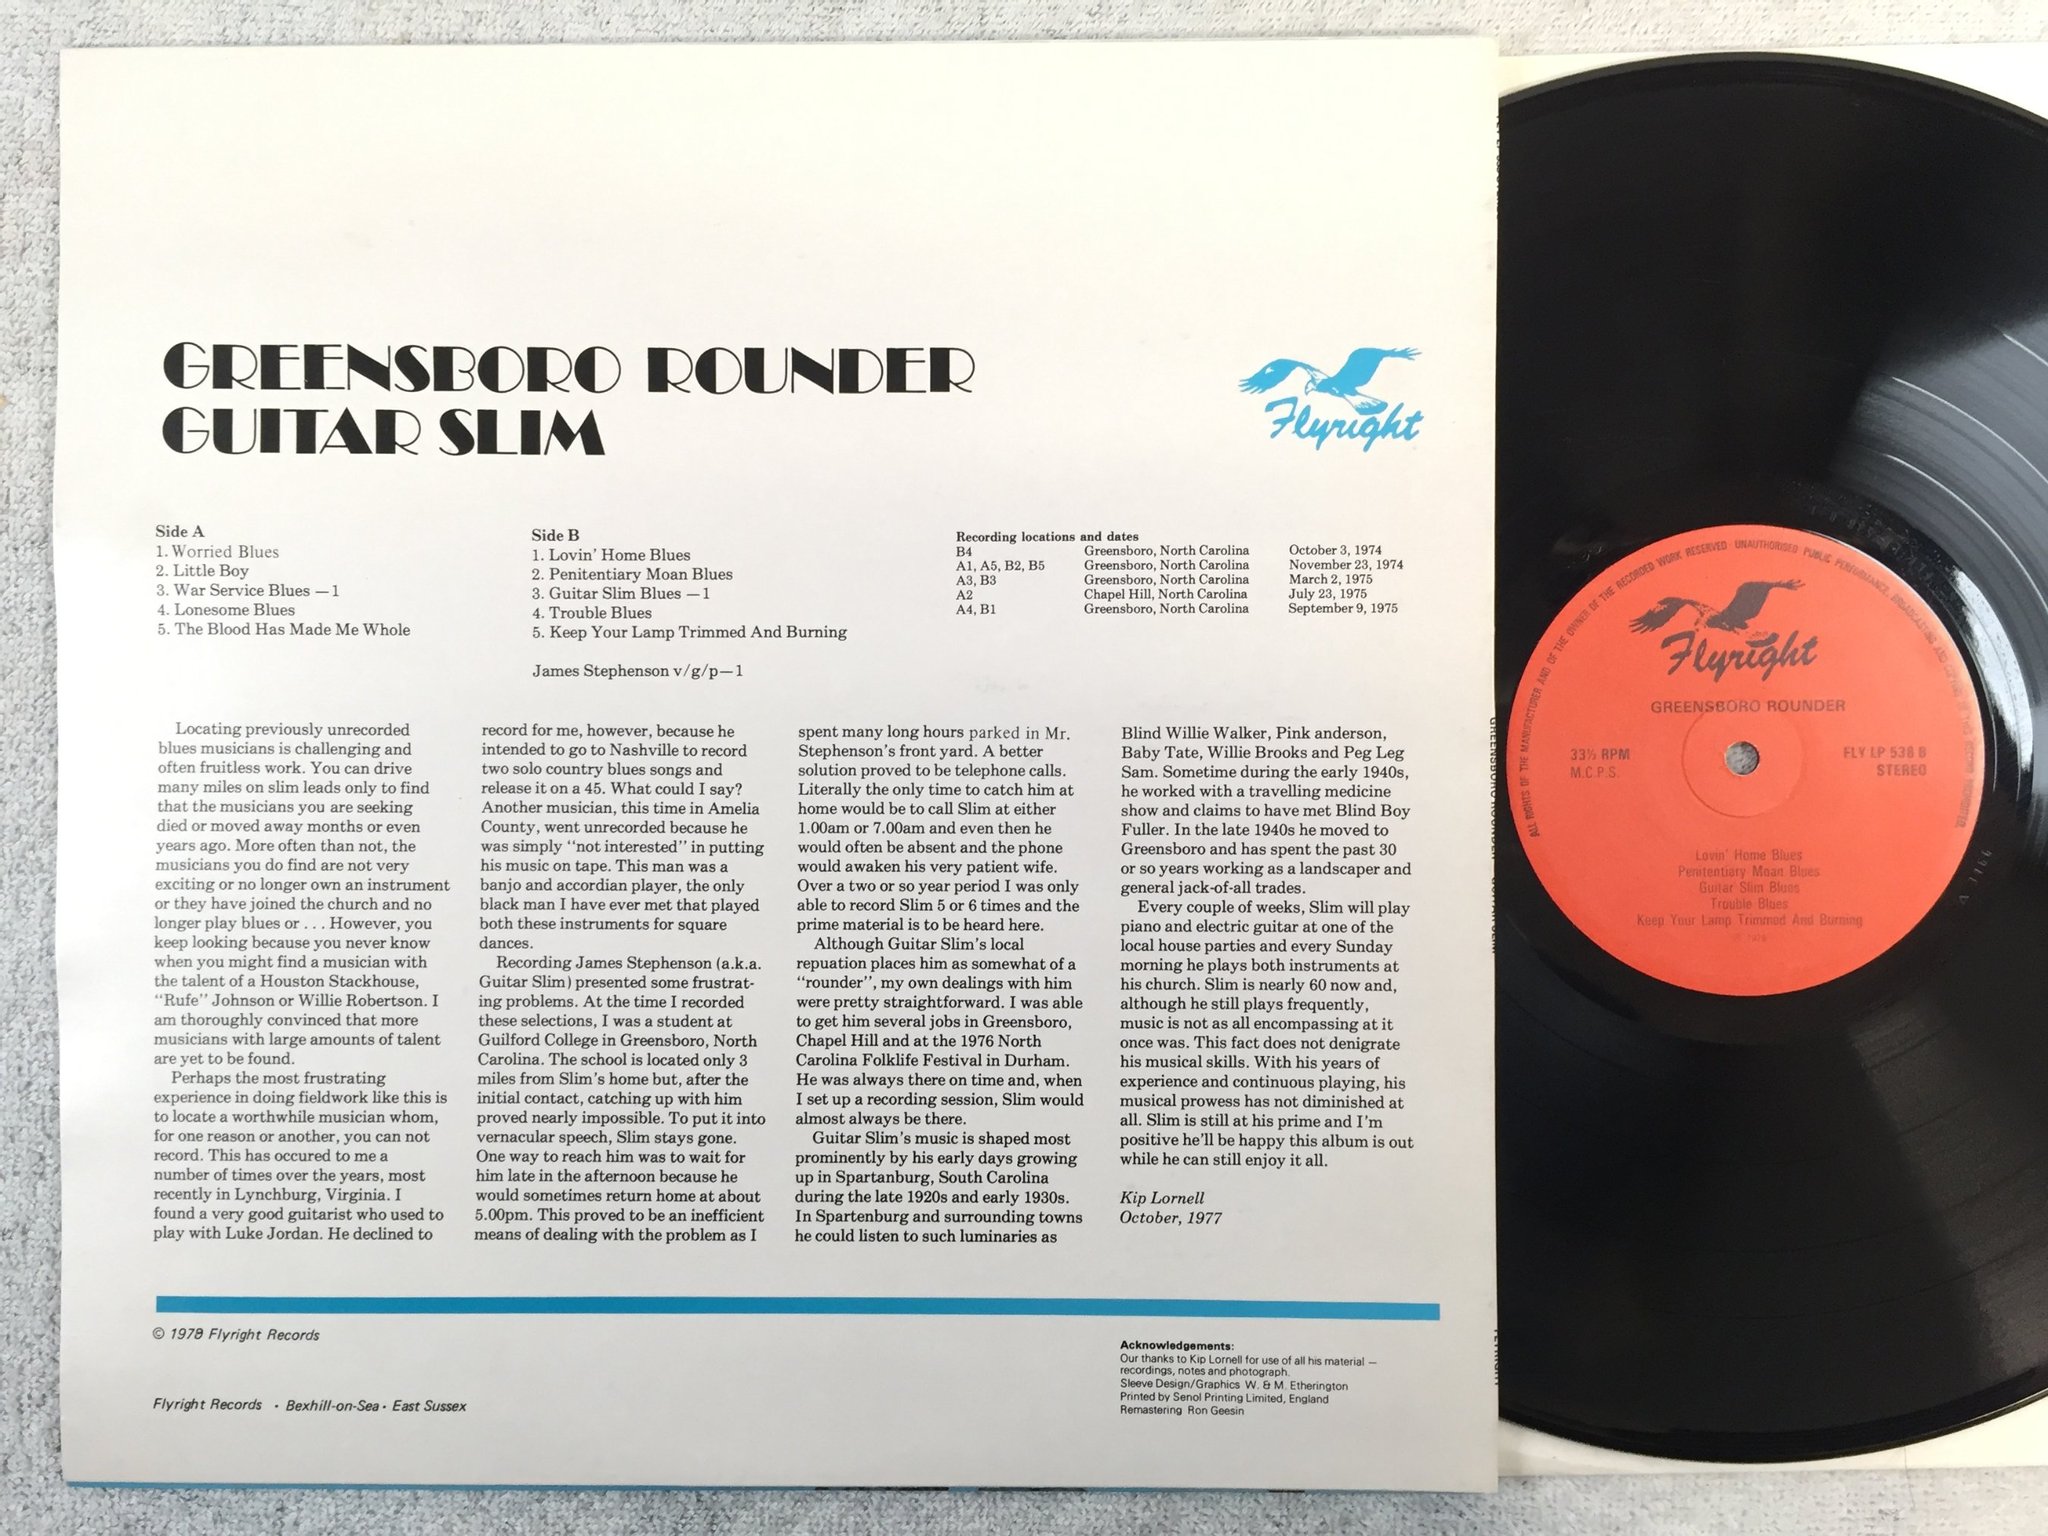 GREENSBORO ROUNDER
GUITAR SLIM
Flyright
Side A
1. Worried Blues
2. Little Boy
3. War Service Blues —1
4. Lonesome Blues
5. The Blood Has Made Me Whole
Side B
1. Lovin' Home Blues
2. Penitentiary Moan Blues
3. Guitar Slim Blues —1
4. Trouble Blues
5. Keep Your Lamp Trimmed And Burning
James Stephenson v/g/p—1
Recording locations and dates
B4 Greensboro, North Carolina October 3, 1974
A1, A5, B2, B5 Greensboro, North Carolina November 23, 1974
A3, B3 Greensboro, North Carolina March 2, 1975
A2 Chapel Hill, North Carolina July 23, 1975
A4, B1 Greensboro, North Carolina September 9, 1975
Locating previously unrecorded
blues musicians is challenging and
often fruitless work. You can drive
many miles on slim leads only to find
that the musicians you are seeking
died or moved away months or even
years ago. More often than not, the
musicians you do find are not very
exciting or no longer own an instrument
or they have joined the church and no
longer play blues or . . . However, you
keep looking because you never know
when you might find a musician with
the talent of a Houston Stackhouse,
"Rufe" Johnson or Willie Robertson. I
am thoroughly convinced that more
musicians with large amounts of talent
are yet to be found.
Perhaps the most frustrating
experience in doing fieldwork like this is
to locate a worthwhile musician whom,
for one reason or another, you can not
record. This has occured to me a
number of times over the years, most
recently in Lynchburg, Virginia. I
found a very good guitarist who used to
play with Luke Jordan. He declined to
record for me, however, because he
intended to go to Nashville to record
two solo country blues songs and
release it on a 45. What could I say?
Another musician, this time in Amelia
County, went unrecorded because he
was simply "not interested" in putting
his music on tape. This man was a
banjo and accordian player, the only
black man I have ever met that played
both these instruments for square
dances.
Recording James Stephenson (a.k.a.
Guitar Slim) presented some frustrat-
ing problems. At the time I recorded
these selections, I was a student at
Guilford College in Greensboro, North
Carolina. The school is located only 3
miles from Slim's home but, after the
initial contact, catching up with him
proved nearly impossible. To put it into
vernacular speech, Slim stays gone.
One way to reach him was to wait for
him late in the afternoon because he
would sometimes return home at about
5.00pm. This proved to be an inefficient
means of dealing with the problem as I
spent many long hours parked in Mr.
Stephenson's front yard. A better
solution proved to be telephone calls.
Literally the only time to catch him at
home would be to call Slim at either
1.00am or 7.00am and even then he
would often be absent and the phone
would awaken his very patient wife.
Over a two or so year period I was only
able to record Slim 5 or 6 times and the
prime material is to be heard here.
Although Guitar Slim's local
repuation places him as somewhat of a
"rounder", my own dealings with him
were pretty straightforward. I was able
to get him several jobs in Greensboro,
Chapel Hill and at the 1976 North
Carolina Folklife Festival in Durham.
He was always there on time and, when
I set up a recording session, Slim would
almost always be there.
Guitar Slim's music is shaped most
prominently by his early days growing
up in Spartanburg, South Carolina
during the late 1920s and early 1930s.
In Spartenburg and surrounding towns
he could listen to such luminaries as
Blind Willie Walker, Pink anderson,
Baby Tate, Willie Brooks and Peg Leg
Sam. Sometime during the early 1940s,
he worked with a travelling medicine
show and claims to have met Blind Boy
Fuller. In the late 1940s he moved to
Greensboro and has spent the past 30
or so years working as a landscaper and
general jack-of-all trades.
Every couple of weeks, Slim will play
piano and electric guitar at one of the
local house parties and every Sunday
morning he plays both instruments at
his church. Slim is nearly 60 now and,
although he still plays frequently,
music is not as all encompassing at it
once was. This fact does not denigrate
his musical skills. With his years of
experience and continuous playing, his
musical prowess has not diminished at
all. Slim is still at his prime and I'm
positive he'll be happy this album is out
while he can still enjoy it all.
Kip Lornell
October, 1977
© 1978 Flyright Records
Flyright Records · Bexhill-on-Sea · East Sussex
Acknowledgements:
Our thanks to Kip Lornell for use of all his material —
recordings, notes and photograph.
Sleeve Design/Graphics W. & M. Etherington
Printed by Senol Printing Limited, England
Remastering Ron Geesin
ALL RIGHTS OF THE MANUFACTURER AND OF THE OWNER OF THE RECORDED WORK RESERVED · UNAUTHORISED PUBLIC PERFORMANCE, BROADCASTING AND COPYING OF THIS RECORD PROHIBITED
Flyright
GREENSBORO ROUNDER
33⅓ RPM
M.C.P.S.
FLY LP 538 B
STEREO
Lovin' Home Blues
Penitentiary Moan Blues
Guitar Slim Blues
Trouble Blues
Keep Your Lamp Trimmed And Burning